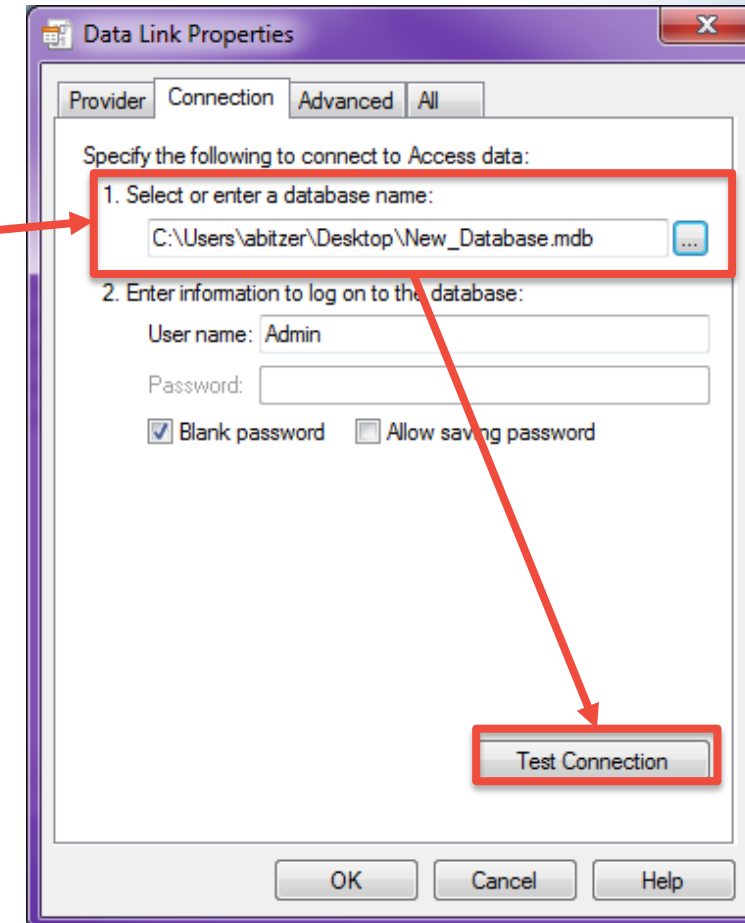 Data Link Properties
Provider Connection Advanced All
Specify the following to connect to Access data:
1. Select or enter a database name:
C:\Users\abitzer\Desktop\New_Database.mdb ...
2. Enter information to log on to the database:
User name: Admin
Password:
Blank password Allow saving password
Test Connection
OK Cancel Help